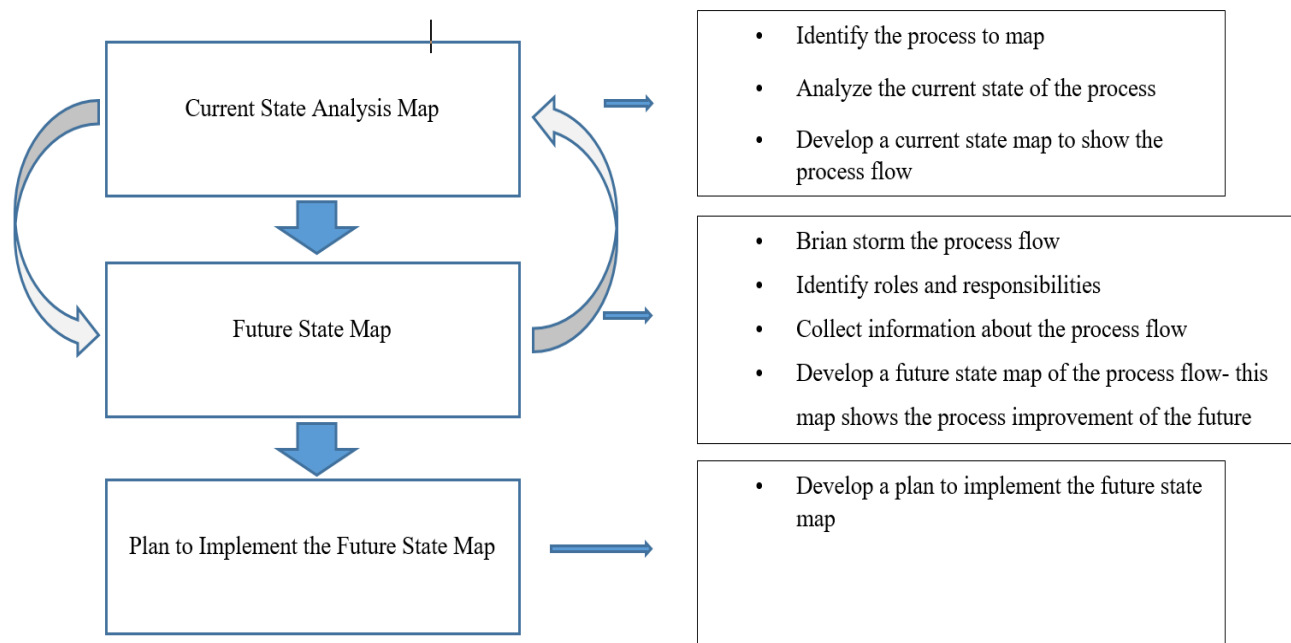 Current State Analysis Map
• Identify the process to map
• Analyze the current state of the process
• Develop a current state map to show the
process flow
Future State Map
• Brian storm the process flow
• Identify roles and responsibilities
• Collect information about the process flow
• Develop a future state map of the process flow- this
map shows the process improvement of the future
Plan to Implement the Future State Map
• Develop a plan to implement the future state
map